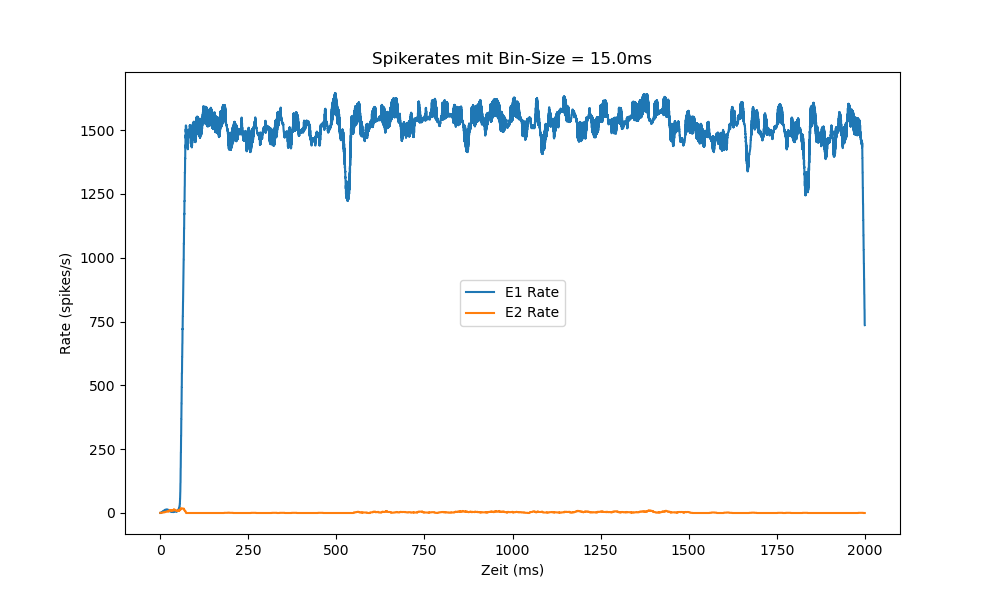 Spikerates mit Bin-Size = 15.0ms
Rate (spikes/s)
1500
1250
1000
750
500
250
0
E1 Rate
E2 Rate
0 250 500 750 1000 1250 1500 1750 2000
Zeit (ms)